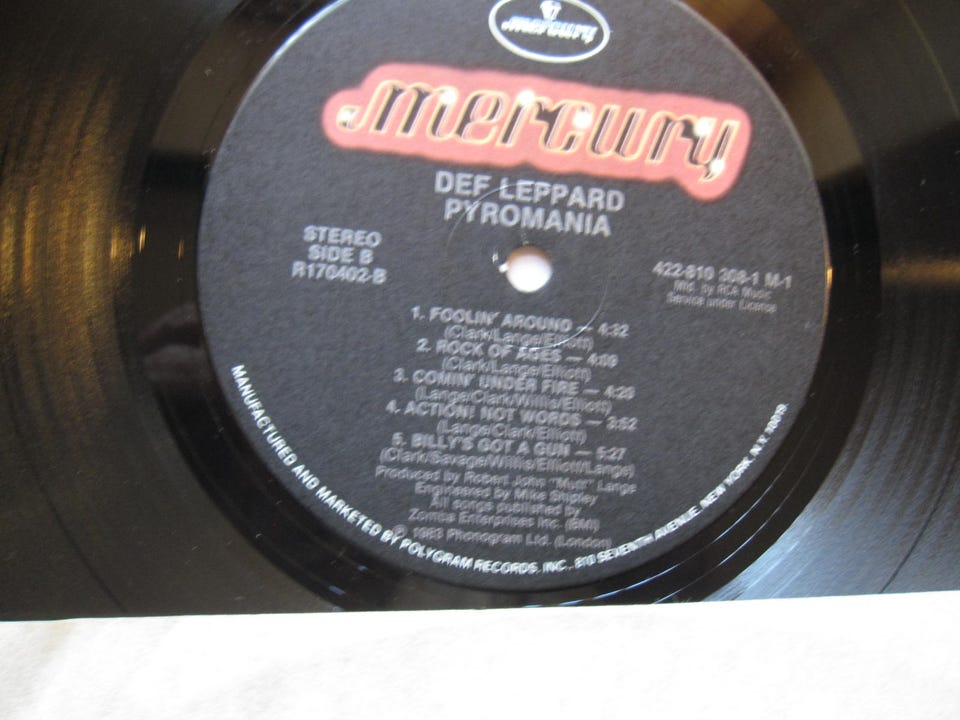 mercury
mercury
DEF LEPPARD
PYROMANIA
STEREO
SIDE B
R170402-B
422-810 308-1 M-1
Mfd. by RCA Music
Service under License
1. FOOLIN' AROUND — 4:32
(Clark/Lange/Elliott)
2. ROCK OF AGES — 4:09
(Clark/Lange/Elliott)
3. COMIN' UNDER FIRE — 4:20
(Lange/Clark/Willis/Elliott)
4. ACTION! NOT WORDS — 3:52
(Lange/Clark/Elliott)
5. BILLY'S GOT A GUN — 5:27
(Clark/Savage/Willis/Elliott/Lange)
Produced by Robert John "Mutt" Lange
Engineered by Mike Shipley
All songs published by
Zomba Enterprises Inc. (BMI)
℗ 1983 Phonogram Ltd. (London)
MANUFACTURED AND MARKETED BY POLYGRAM RECORDS, INC., 810 SEVENTH AVENUE, NEW YORK, N.Y. 10019